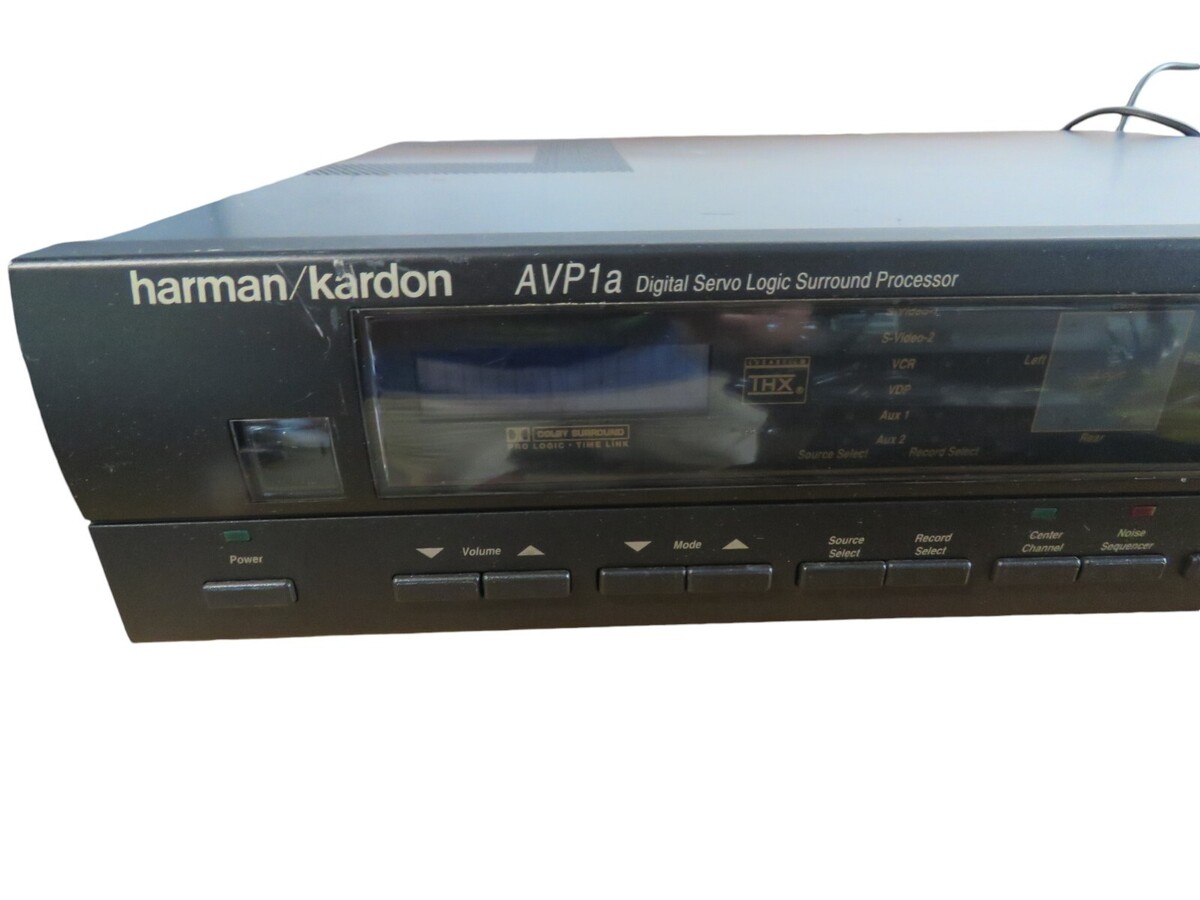 harman/kardon
AVP1a Digital Servo Logic Surround Processor
S-Video-2
VCR
VDP
Aux 1
Aux 2
Source Select
Record Select
Left
Rear
LUCASFILM
THX®
DOLBY SURROUND
PRO LOGIC · TIME LINK
Power
Volume
Mode
Source
Select
Record
Select
Center
Channel
Noise
Sequencer